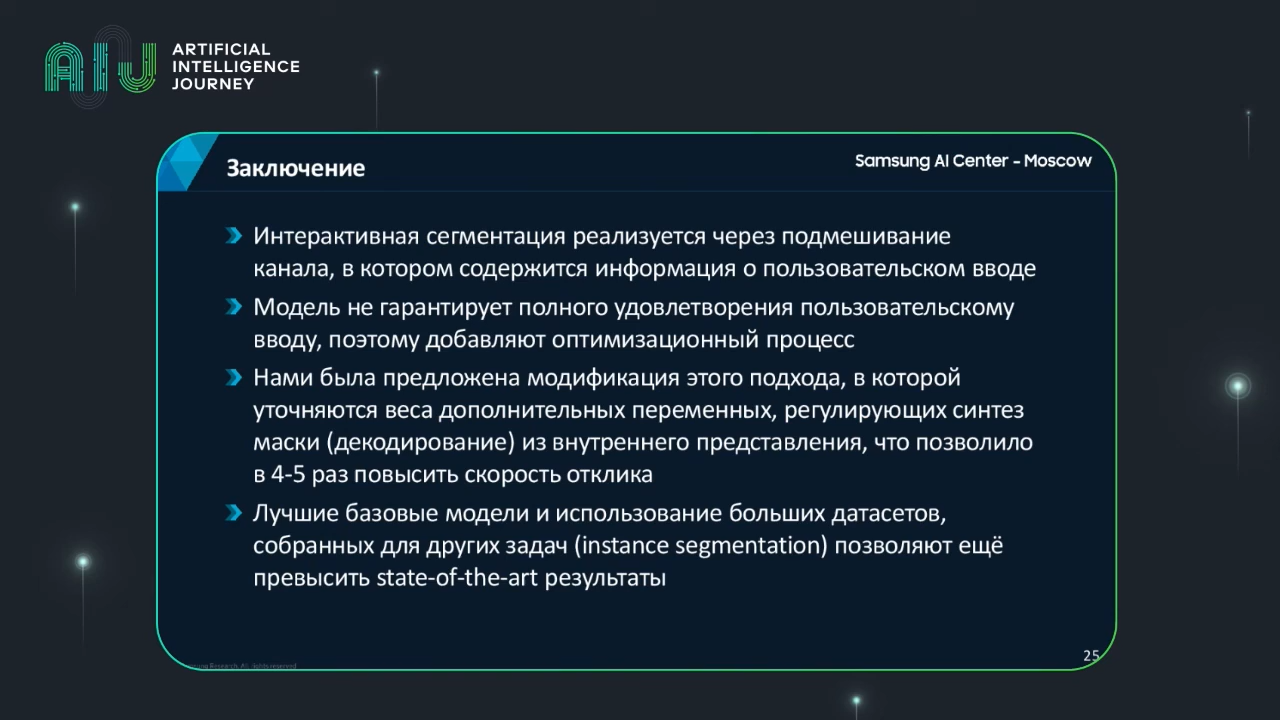 ARTIFICIAL
INTELLIGENCE
JOURNEY
Заключение
Samsung AI Center - Moscow
Интерактивная сегментация реализуется через подмешивание
канала, в котором содержится информация о пользовательском вводе
Модель не гарантирует полного удовлетворения пользовательскому
вводу, поэтому добавляют оптимизационный процесс
Нами была предложена модификация этого подхода, в которой
уточняются веса дополнительных переменных, регулирующих синтез
маски (декодирование) из внутреннего представления, что позволило
в 4-5 раз повысить скорость отклика
Лучшие базовые модели и использование больших датасетов,
собранных для других задач (instance segmentation) позволяют ещё
превысить state-of-the-art результаты
Research. All rights reserved
25